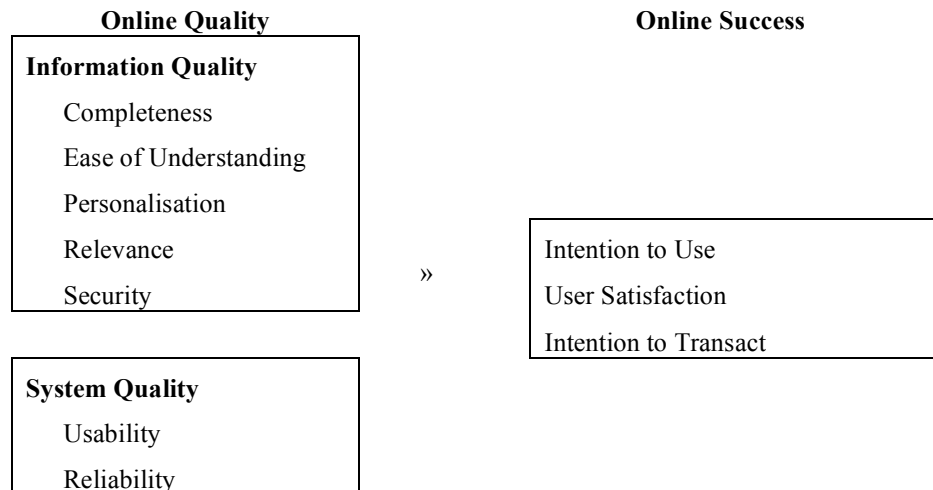 Online Quality
Online Success
Information Quality
Completeness
Ease of Understanding
Personalisation
Relevance
Security
»
Intention to Use
User Satisfaction
Intention to Transact
System Quality
Usability
Reliability